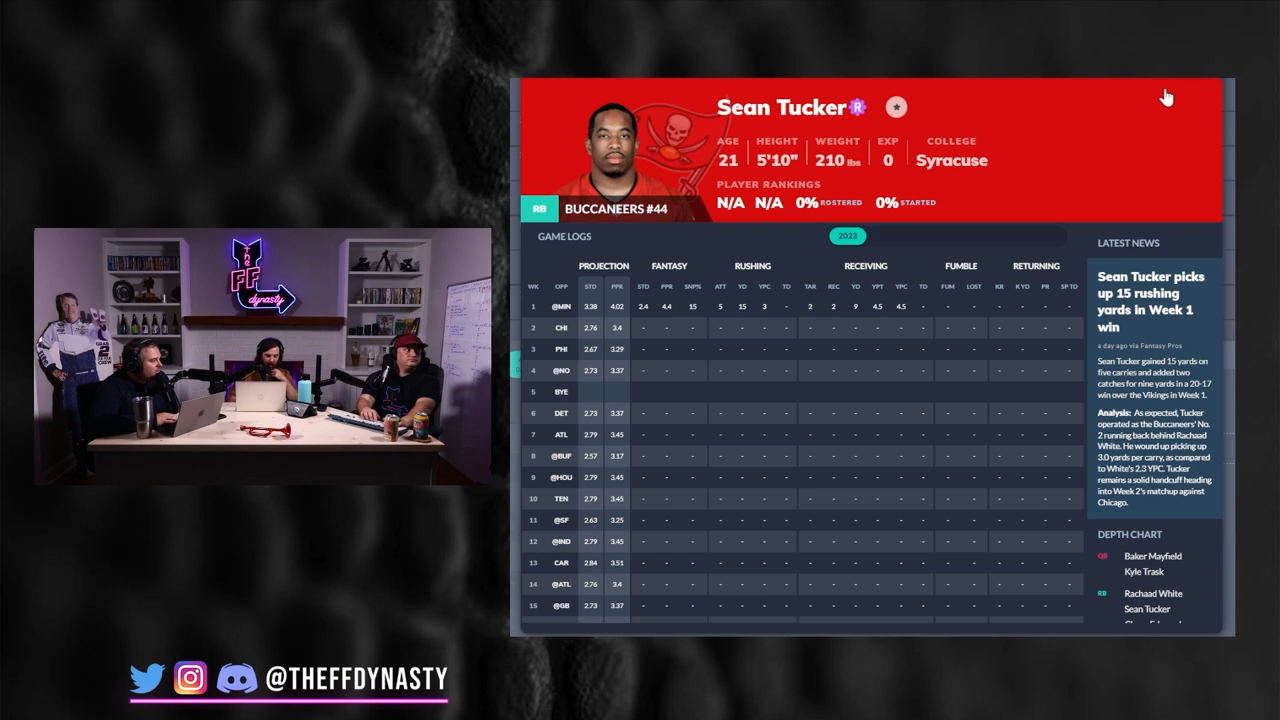 Sean Tucker R
AGE HEIGHT WEIGHT EXP COLLEGE
21 5'10" 210 lbs 0 Syracuse
PLAYER RANKINGS
N/A N/A 0% ROSTERED 0% STARTED
RB BUCCANEERS #44
GAME LOGS 2023
PROJECTION FANTASY RUSHING RECEIVING FUMBLE RETURNING
WK OPP STD PPR STD PPR SNP% ATT YD YPC TD TAR REC YD YPT YPC TD FUM LOST KR K YD PR SP TD
1 @MIN 3.38 4.02 2.4 4.4 15 5 15 3 - 2 2 9 4.5 4.5 - - - - - - -
2 CHI 2.76 3.4 - - - - - - - - - - - - - - - - - - -
3 PHI 2.67 3.29 - - - - - - - - - - - - - - - - - - -
4 @NO 2.73 3.37 - - - - - - - - - - - - - - - - - - -
5 BYE
6 DET 2.73 3.37 - - - - - - - - - - - - - - - - - - -
7 ATL 2.79 3.45 - - - - - - - - - - - - - - - - - - -
8 @BUF 2.57 3.17 - - - - - - - - - - - - - - - - - - -
9 @HOU 2.79 3.45 - - - - - - - - - - - - - - - - - - -
10 TEN 2.79 3.45 - - - - - - - - - - - - - - - - - - -
11 @SF 2.63 3.25 - - - - - - - - - - - - - - - - - - -
12 @IND 2.79 3.45 - - - - - - - - - - - - - - - - - - -
13 CAR 2.84 3.51 - - - - - - - - - - - - - - - - - - -
14 @ATL 2.76 3.4 - - - - - - - - - - - - - - - - - - -
15 @GB 2.73 3.37 - - - - - - - - - - - - - - - - - - -
LATEST NEWS
Sean Tucker picks
up 15 rushing
yards in Week 1
win
a day ago via Fantasy Pros
Sean Tucker gained 15 yards on
five carries and added two
catches for nine yards in a 20-17
win over the Vikings in Week 1.
Analysis: As expected, Tucker
operated as the Buccaneers' No.
2 running back behind Rachaad
White. He wound up picking up
3.0 yards per carry, as compared
to White's 2.3 YPC. Tucker
remains a solid handcuff heading
into Week 2's matchup against
Chicago.
DEPTH CHART
QB Baker Mayfield
Kyle Trask
RB Rachaad White
Sean Tucker
the
FF
dynasty
@THEFFDYNASTY